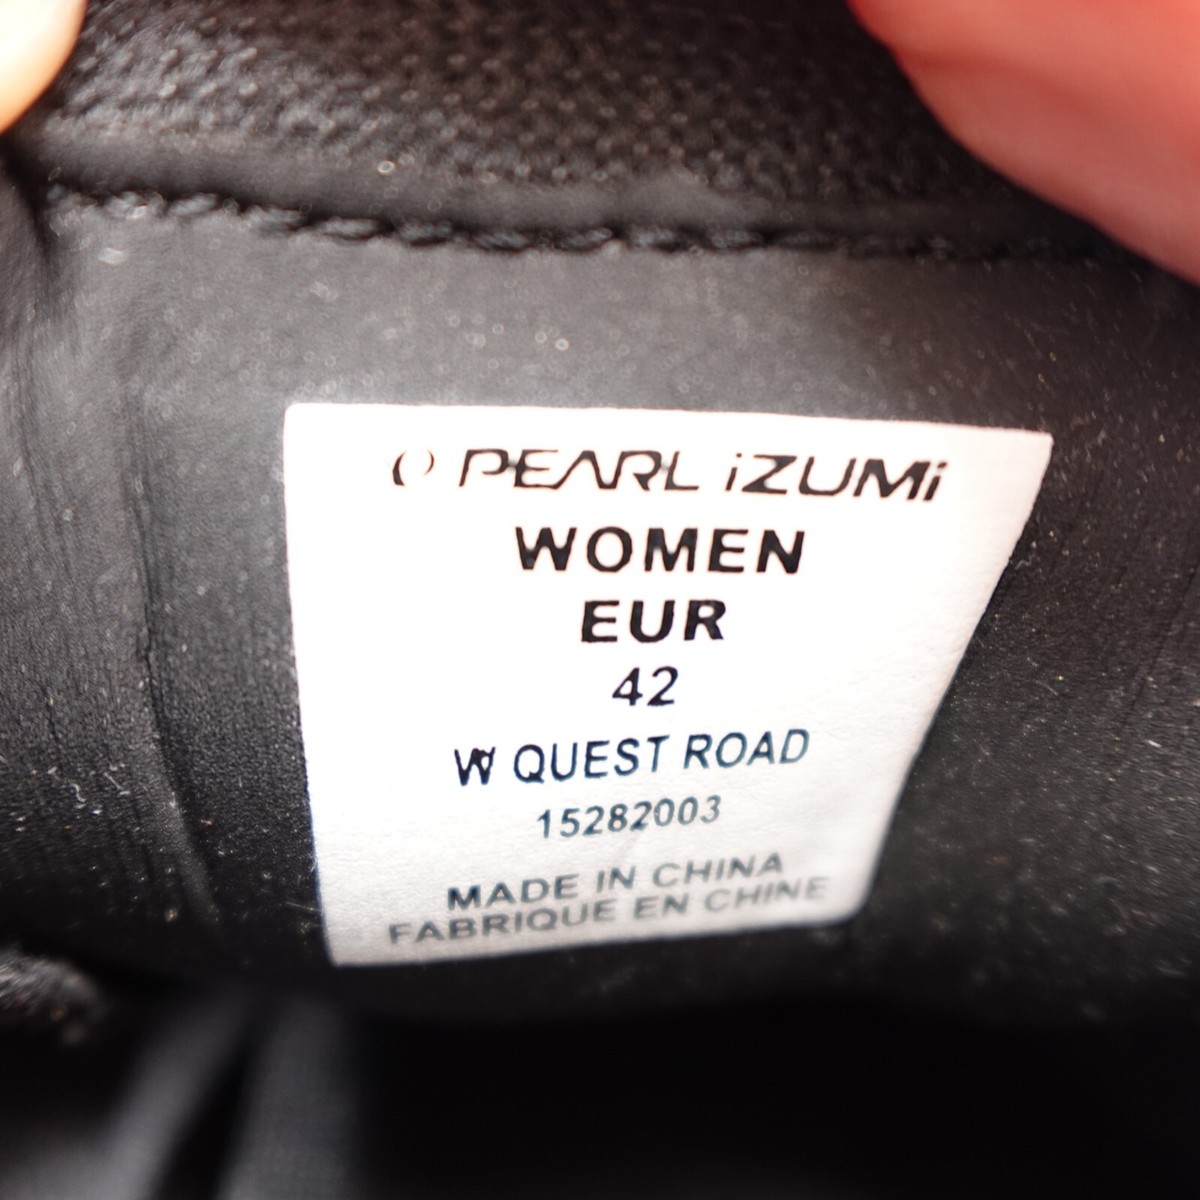 PEARL iZUMi
WOMEN
EUR
42
W QUEST ROAD
15282003
MADE IN CHINA
FABRIQUE EN CHINE